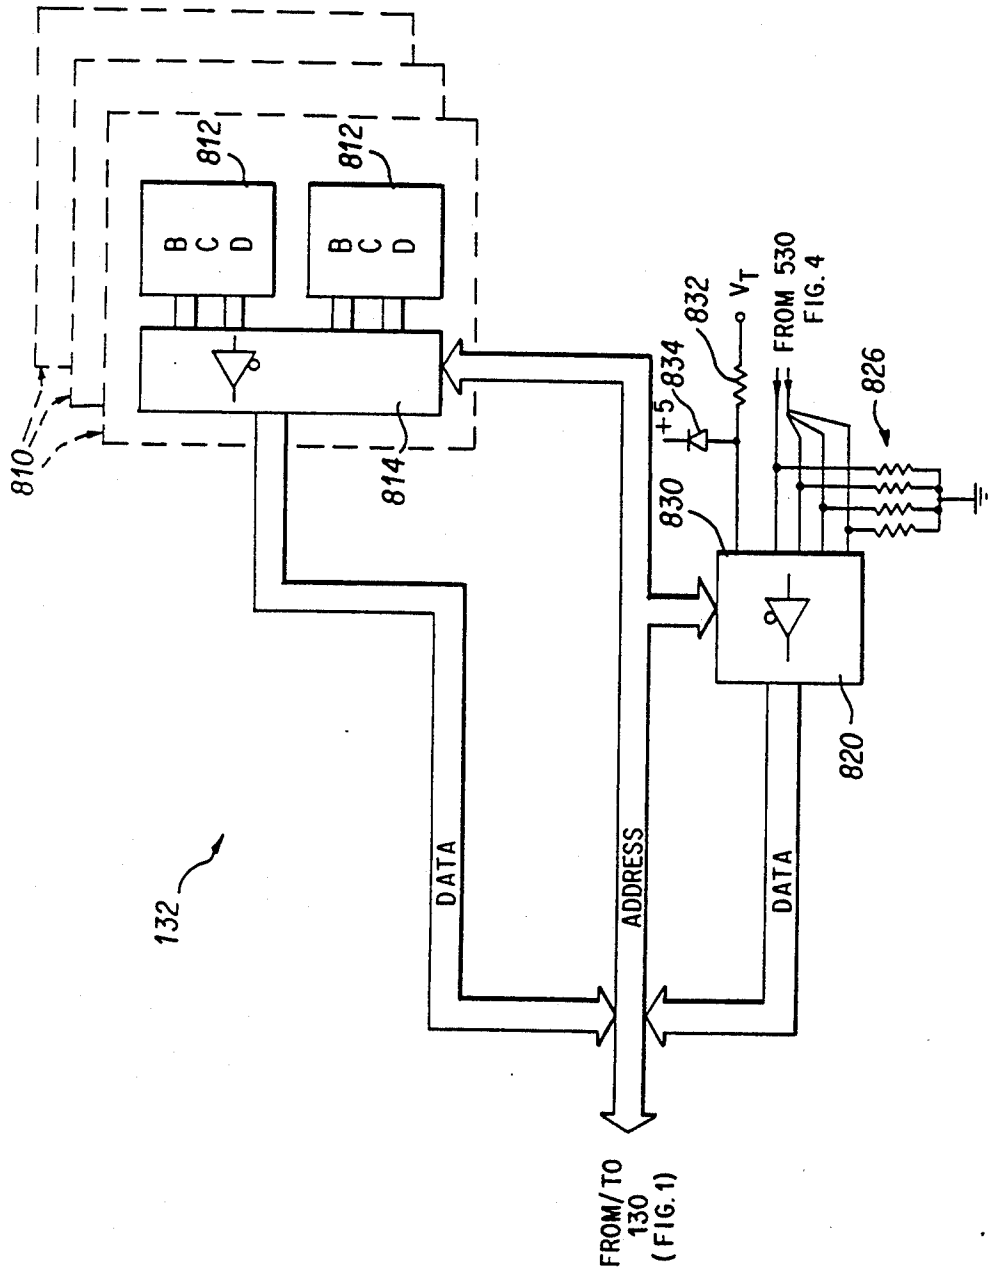 810
B C D
812
B C D
812
814
132
DATA
ADDRESS
DATA
FROM/TO
130
(FIG. 1)
820
830
+5
834
832
VT
FROM 530
FIG. 4
826